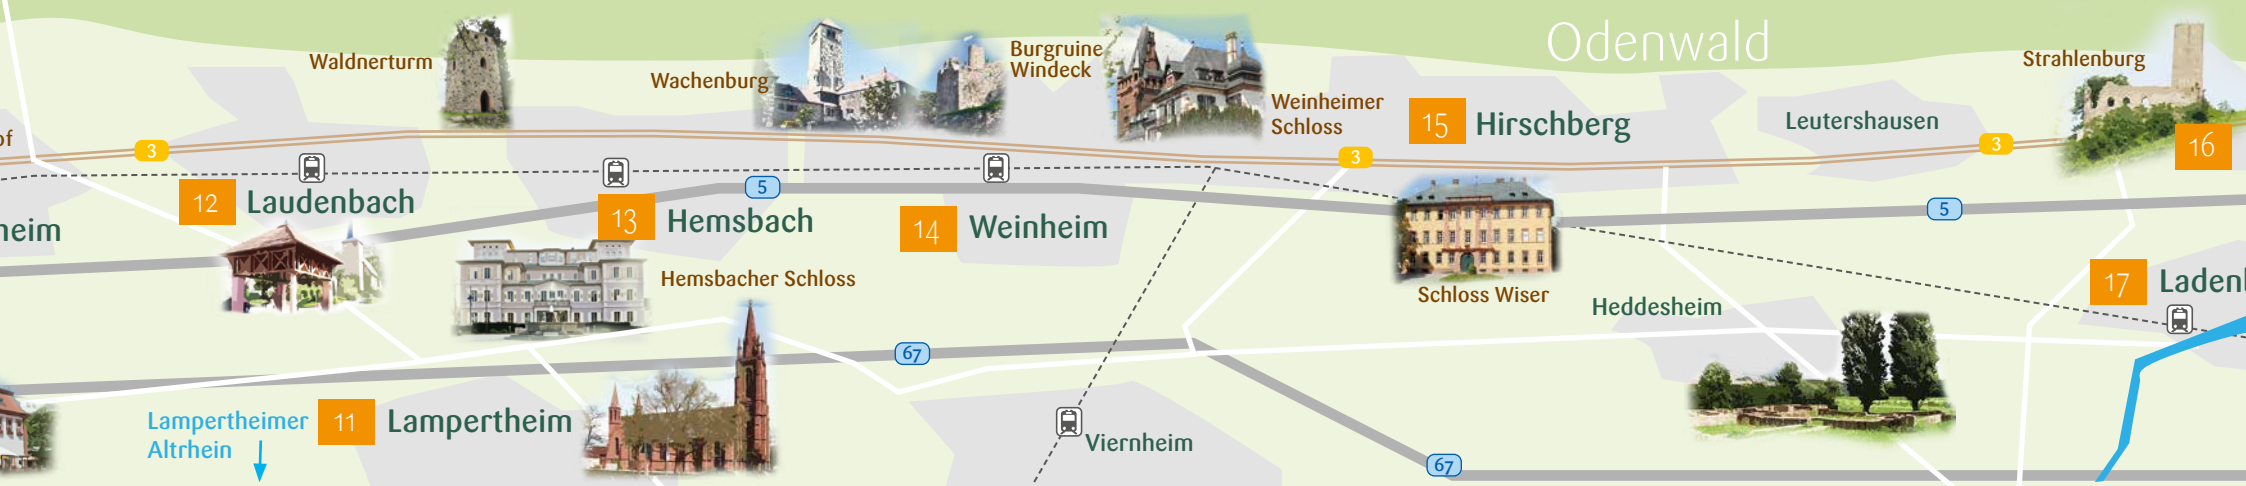 Odenwald
Waldnerturm
Wachenburg
Burgruine
Windeck
Weinheimer
Schloss
15 Hirschberg
Leutershausen
Strahlenburg
16
of
3
3
3
12 Laudenbach
heim
13 Hemsbach
5
14 Weinheim
5
Hemsbacher Schloss
Schloss Wiser
Heddesheim
17 Laden
67
Lampertheimer
Altrhein
11 Lampertheim
Viernheim
67